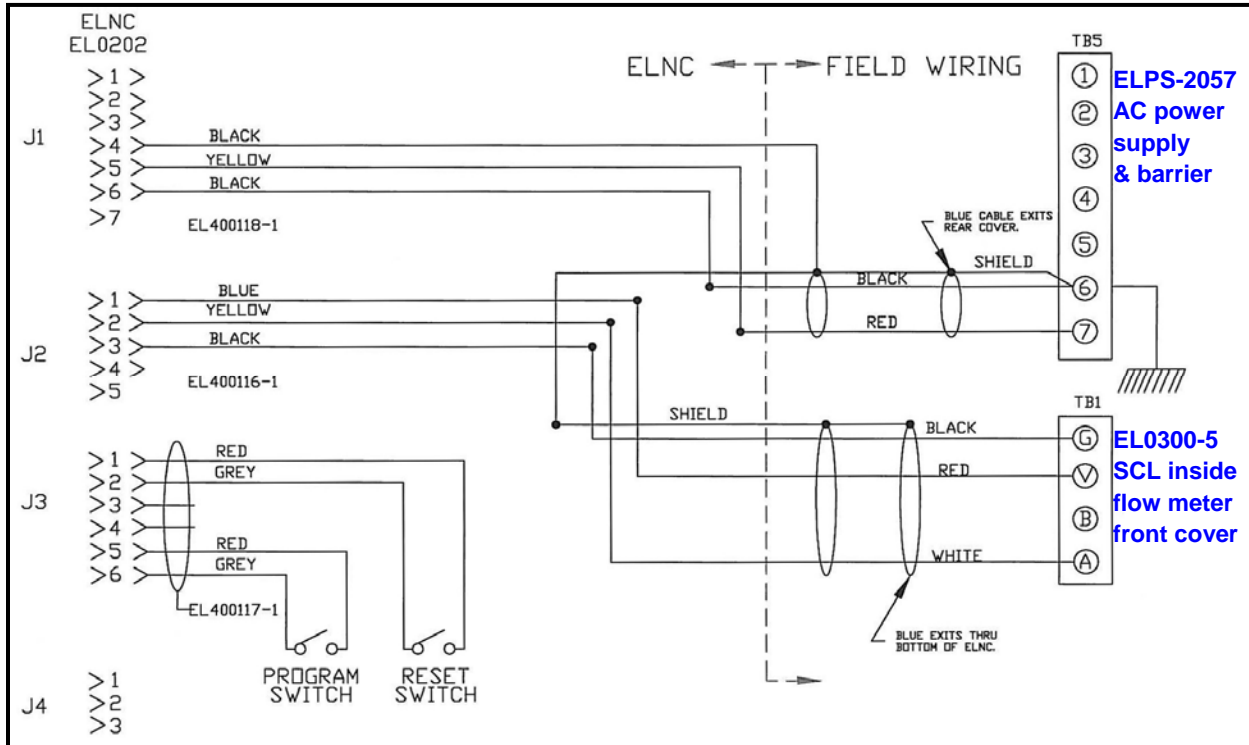 ELNC
EL0202
J1
>1>
>2>
>3>
>4> BLACK
>5> YELLOW
>6> BLACK
>7
EL400118-1
J2
>1> BLUE
>2> YELLOW
>3> BLACK
>4>
>5
EL400116-1
J3
>1> RED
>2> GREY
>3>
>4>
>5> RED
>6> GREY
EL400117-1
PROGRAM
SWITCH
RESET
SWITCH
J4
>1
>2
>3
ELNC
FIELD WIRING
BLUE CABLE EXITS
REAR COVER.
SHIELD
BLACK
RED
TB5
1
2
3
4
5
6
7
ELPS-2057
AC power
supply
& barrier
SHIELD
BLACK
RED
WHITE
BLUE EXITS THRU
BOTTOM OF ELNC.
TB1
G
V
B
A
EL0300-5
SCL inside
flow meter
front cover